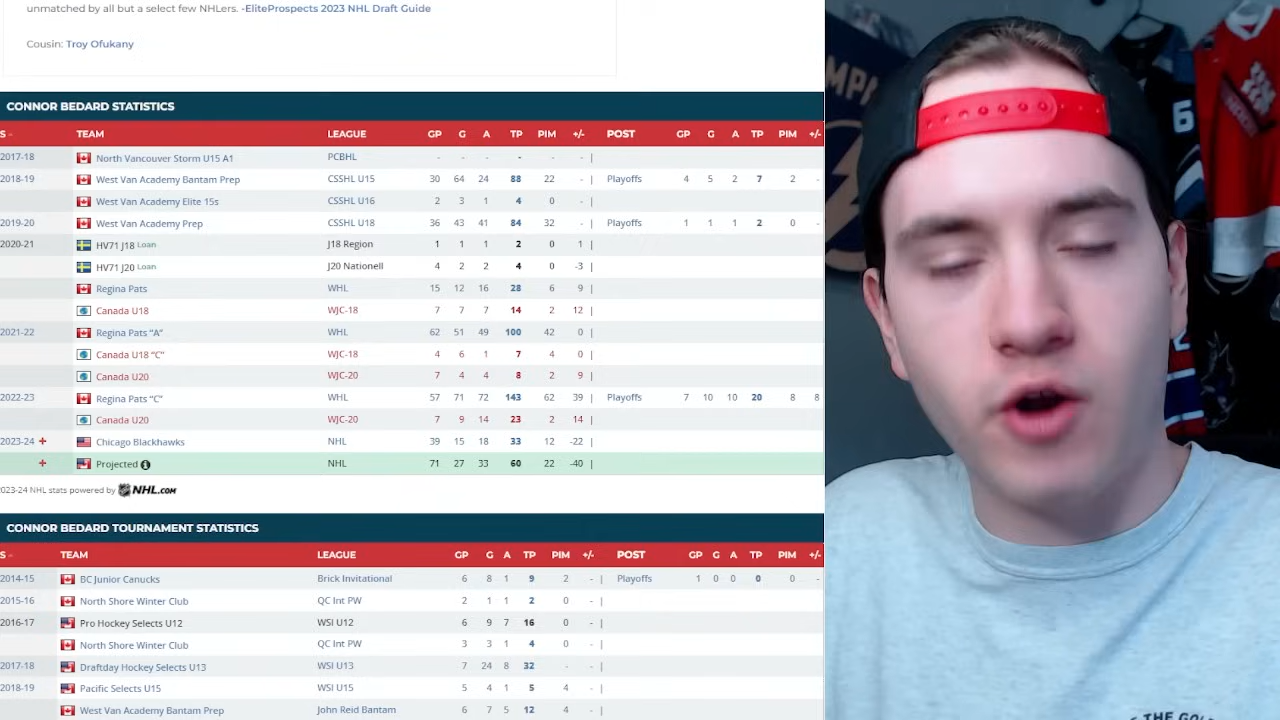 unmatched by all but a select few NHLers. -EliteProspects 2023 NHL Draft Guide
Cousin: Troy Ofukany
CONNOR BEDARD STATISTICS
S TEAM LEAGUE GP G A TP PIM +/- POST GP G A TP PIM +/-
2017-18 North Vancouver Storm U15 A1 PCBHL - - - - - - |
2018-19 West Van Academy Bantam Prep CSSHL U15 30 64 24 88 22 - | Playoffs 4 5 2 7 2 -
West Van Academy Elite 15s CSSHL U16 2 3 1 4 0 - |
2019-20 West Van Academy Prep CSSHL U18 36 43 41 84 32 - | Playoffs 1 1 1 2 0 -
2020-21 HV71 J18 Loan J18 Region 1 1 1 2 0 1 |
HV71 J20 Loan J20 Nationell 4 2 2 4 0 -3 |
Regina Pats WHL 15 12 16 28 6 9 |
Canada U18 WJC-18 7 7 7 14 2 12 |
2021-22 Regina Pats “A” WHL 62 51 49 100 42 0 |
Canada U18 “C” WJC-18 4 6 1 7 4 0 |
Canada U20 WJC-20 7 4 4 8 2 9 |
2022-23 Regina Pats “C” WHL 57 71 72 143 62 39 | Playoffs 7 10 10 20 8 8
Canada U20 WJC-20 7 9 14 23 2 14 |
2023-24 + Chicago Blackhawks NHL 39 15 18 33 12 -22 |
+ Projected i NHL 71 27 33 60 22 -40 |
023-24 NHL stats powered by NHL.COM
CONNOR BEDARD TOURNAMENT STATISTICS
S TEAM LEAGUE GP G A TP PIM +/- POST GP G A TP PIM +/-
2014-15 BC Junior Canucks Brick Invitational 6 8 1 9 2 - | Playoffs 1 0 0 0 0 -
2015-16 North Shore Winter Club QC Int PW 2 1 1 2 0 - |
2016-17 Pro Hockey Selects U12 WSI U12 6 9 7 16 0 - |
North Shore Winter Club QC Int PW 3 3 1 4 0 - |
2017-18 Draftday Hockey Selects U13 WSI U13 7 24 8 32 - - |
2018-19 Pacific Selects U15 WSI U15 5 4 1 5 4 - |
West Van Academy Bantam Prep John Reid Bantam 6 7 5 12 4 - |
6